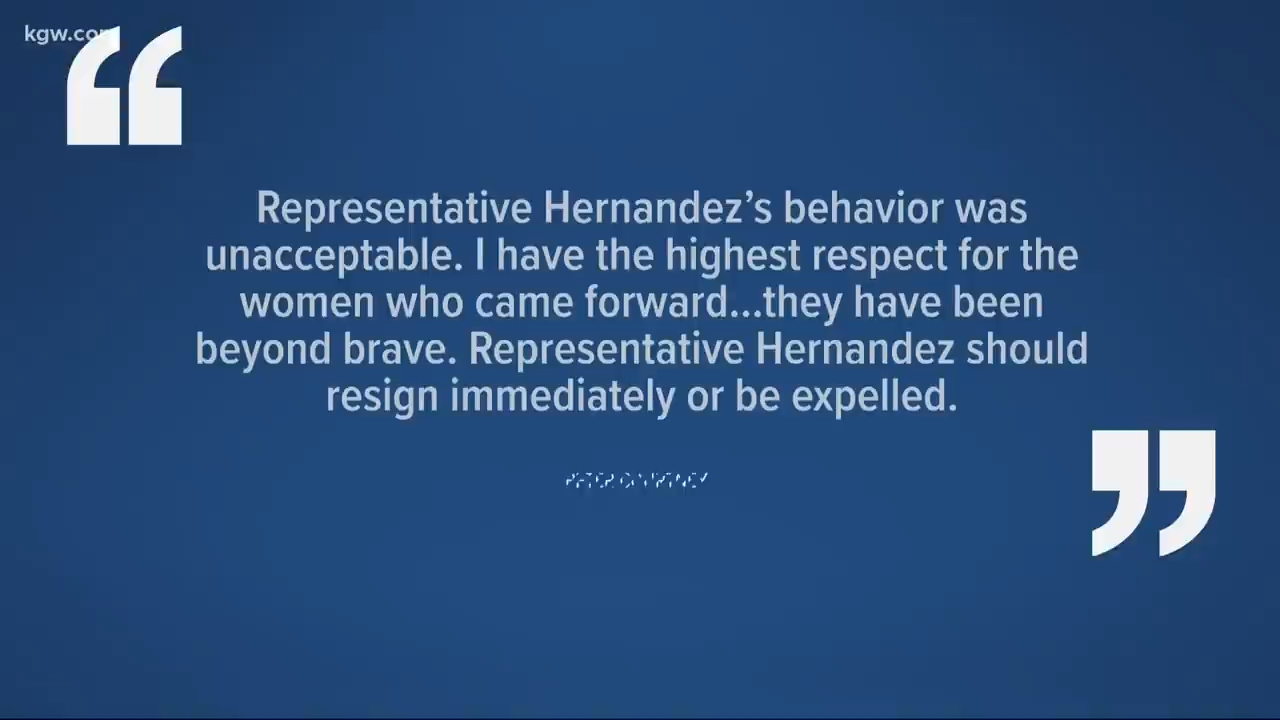 kgw.com
“
Representative Hernandez’s behavior was
unacceptable. I have the highest respect for the
women who came forward...they have been
beyond brave. Representative Hernandez should
resign immediately or be expelled.
PETER
”